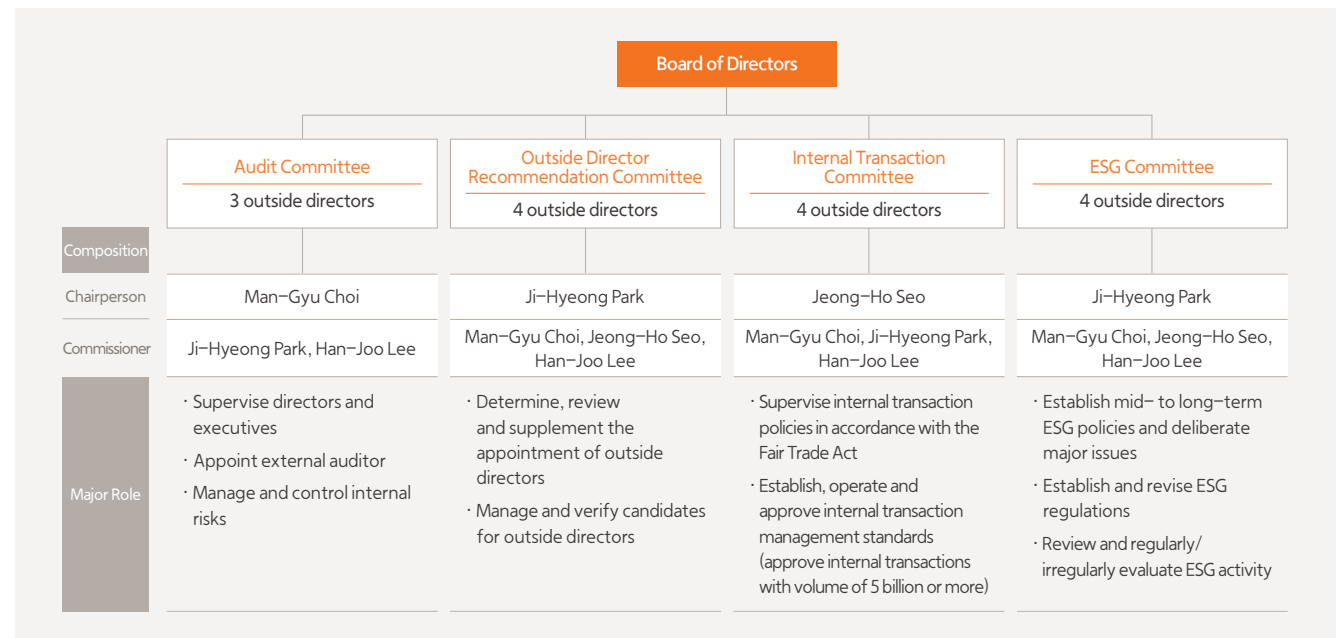 Board of Directors
Audit Committee
3 outside directors
Outside Director
Recommendation Committee
4 outside directors
Internal Transaction
Committee
4 outside directors
ESG Committee
4 outside directors
Composition
Chairperson
Man-Gyu Choi
Ji-Hyeong Park
Jeong-Ho Seo
Ji-Hyeong Park
Commissioner
Ji-Hyeong Park, Han-Joo Lee
Man-Gyu Choi, Jeong-Ho Seo,
Han-Joo Lee
Man-Gyu Choi, Ji-Hyeong Park,
Han-Joo Lee
Man-Gyu Choi, Jeong-Ho Seo,
Han-Joo Lee
Major Role
· Supervise directors and
executives
· Appoint external auditor
· Manage and control internal
risks
· Determine, review
and supplement the
appointment of outside
directors
· Manage and verify candidates
for outside directors
· Supervise internal transaction
policies in accordance with the
Fair Trade Act
· Establish, operate and
approve internal transaction
management standards
(approve internal transactions
with volume of 5 billion or more)
· Establish mid- to long-term
ESG policies and deliberate
major issues
· Establish and revise ESG
regulations
· Review and regularly/
irregularly evaluate ESG activity